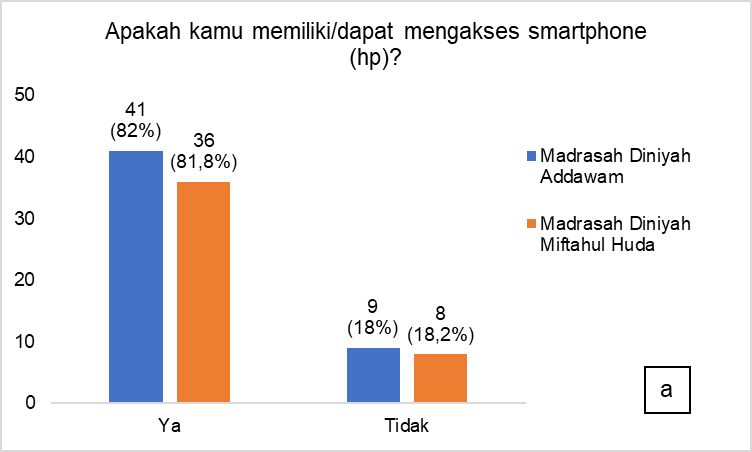 Apakah kamu memiliki/dapat mengakses smartphone
(hp)?
50
40
30
20
10
0
41
(82%)
36
(81,8%)
9
(18%)
8
(18,2%)
Ya
Tidak
Madrasah Diniyah
Addawam
Madrasah Diniyah
Miftahul Huda
a